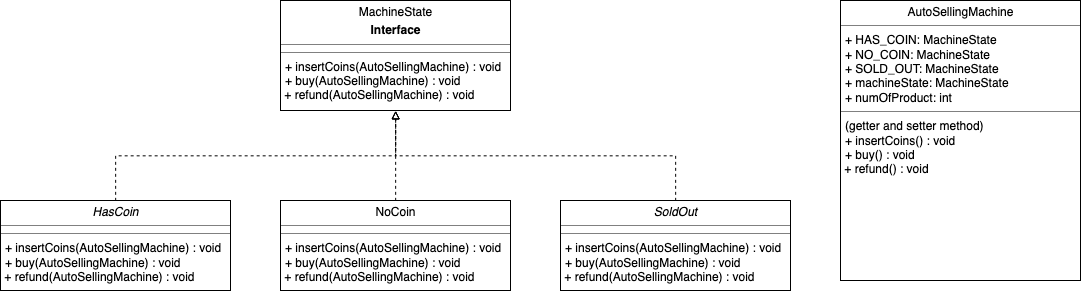 MachineState
Interface
+ insertCoins(AutoSellingMachine) : void
+ buy(AutoSellingMachine) : void
+ refund(AutoSellingMachine) : void
AutoSellingMachine
+ HAS_COIN: MachineState
+ NO_COIN: MachineState
+ SOLD_OUT: MachineState
+ machineState: MachineState
+ numOfProduct: int
(getter and setter method)
+ insertCoins() : void
+ buy() : void
+ refund() : void
HasCoin
+ insertCoins(AutoSellingMachine) : void
+ buy(AutoSellingMachine) : void
+ refund(AutoSellingMachine) : void
NoCoin
+ insertCoins(AutoSellingMachine) : void
+ buy(AutoSellingMachine) : void
+ refund(AutoSellingMachine) : void
SoldOut
+ insertCoins(AutoSellingMachine) : void
+ buy(AutoSellingMachine) : void
+ refund(AutoSellingMachine) : void